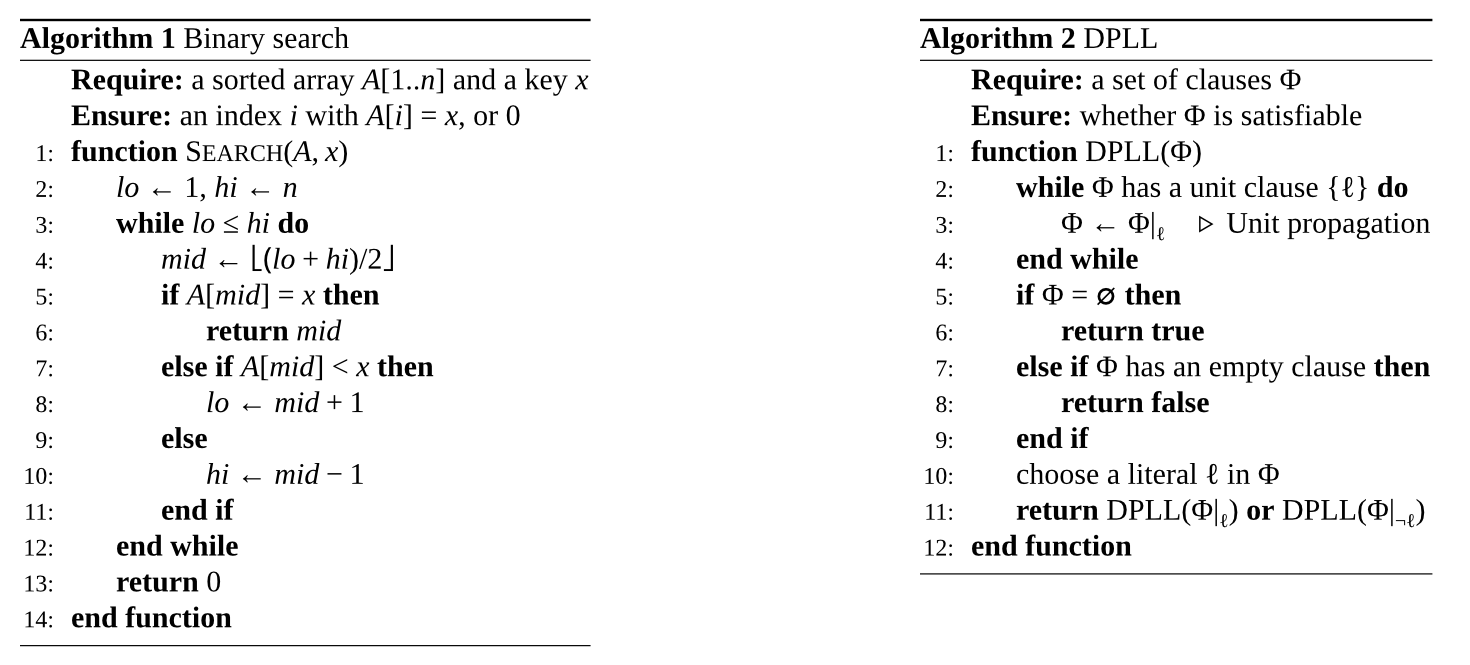 Algorithm 1 Binary search
Require: a sorted array A[1..n] and a key x
Ensure: an index i with A[i] = x, or 0
1: function SEARCH(A, x)
2: lo ← 1, hi ← n
3: while lo ≤ hi do
4: mid ← ⌊(lo + hi)/2⌋
5: if A[mid] = x then
6: return mid
7: else if A[mid] < x then
8: lo ← mid + 1
9: else
10: hi ← mid − 1
11: end if
12: end while
13: return 0
14: end function
Algorithm 2 DPLL
Require: a set of clauses Φ
Ensure: whether Φ is satisfiable
1: function DPLL(Φ)
2: while Φ has a unit clause {ℓ} do
3: Φ ← Φ|ℓ ▷ Unit propagation
4: end while
5: if Φ = ∅ then
6: return true
7: else if Φ has an empty clause then
8: return false
9: end if
10: choose a literal ℓ in Φ
11: return DPLL(Φ|ℓ) or DPLL(Φ|¬ℓ)
12: end function